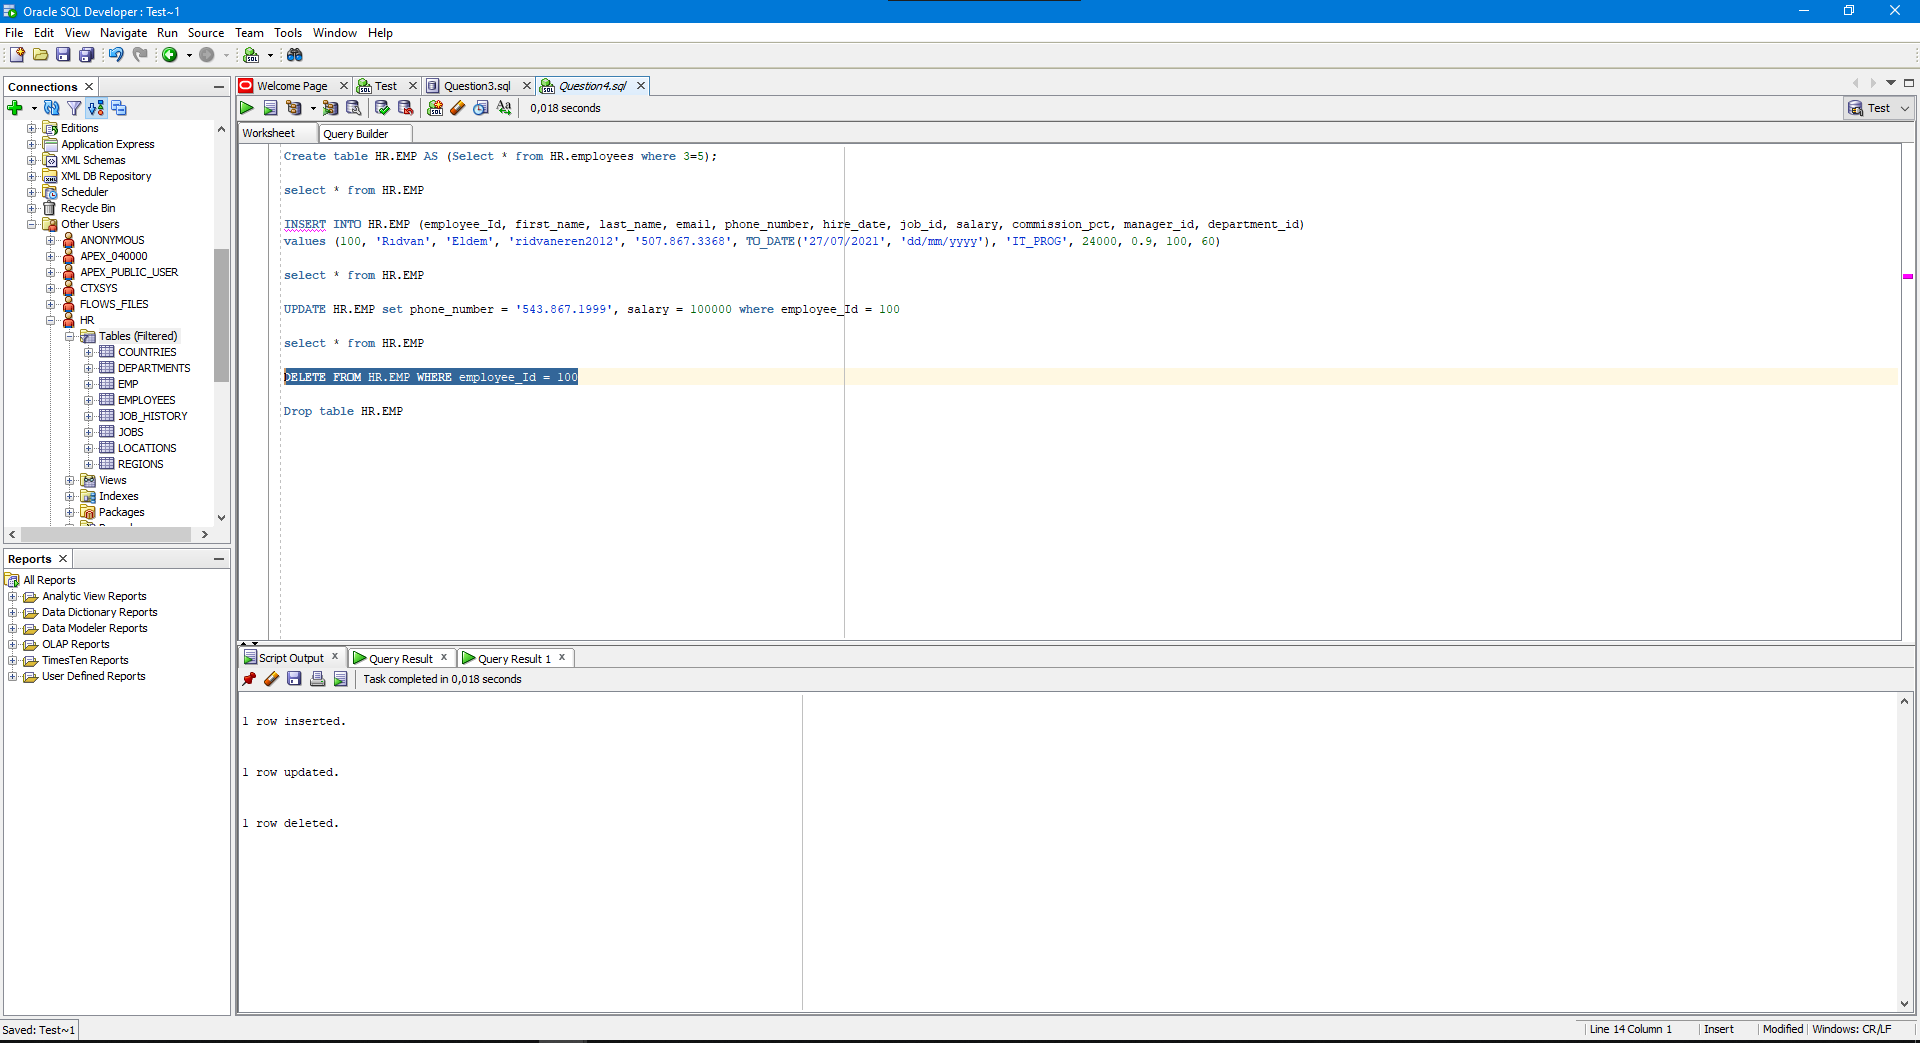 Oracle SQL Developer : Test~1
File Edit View Navigate Run Source Team Tools Window Help
Connections
Welcome Page
Test
Question3.sql
Question4.sql
0,018 seconds
Test
Worksheet
Query Builder
Editions
Application Express
XML Schemas
XML DB Repository
Scheduler
Recycle Bin
Other Users
ANONYMOUS
APEX_040000
APEX_PUBLIC_USER
CTXSYS
FLOWS_FILES
HR
Tables (Filtered)
COUNTRIES
DEPARTMENTS
EMP
EMPLOYEES
JOB_HISTORY
JOBS
LOCATIONS
REGIONS
Views
Indexes
Packages
Create table HR.EMP AS (Select * from HR.employees where 3=5);
select * from HR.EMP
INSERT INTO HR.EMP (employee_Id, first_name, last_name, email, phone_number, hire_date, job_id, salary, commission_pct, manager_id, department_id)
values (100, 'Rıdvan', 'Eldem', 'ridvaneren2012', '507.867.3368', TO_DATE('27/07/2021', 'dd/mm/yyyy'), 'IT_PROG', 24000, 0.9, 100, 60)
select * from HR.EMP
UPDATE HR.EMP set phone_number = '543.867.1999', salary = 100000 where employee_Id = 100
select * from HR.EMP
DELETE FROM HR.EMP WHERE employee_Id = 100
Drop table HR.EMP
Reports
All Reports
Analytic View Reports
Data Dictionary Reports
Data Modeler Reports
OLAP Reports
TimesTen Reports
User Defined Reports
Script Output
Query Result
Query Result 1
Task completed in 0,018 seconds
1 row inserted.
1 row updated.
1 row deleted.
Saved: Test~1
Line 14 Column 1
Insert
Modified
Windows: CR/LF